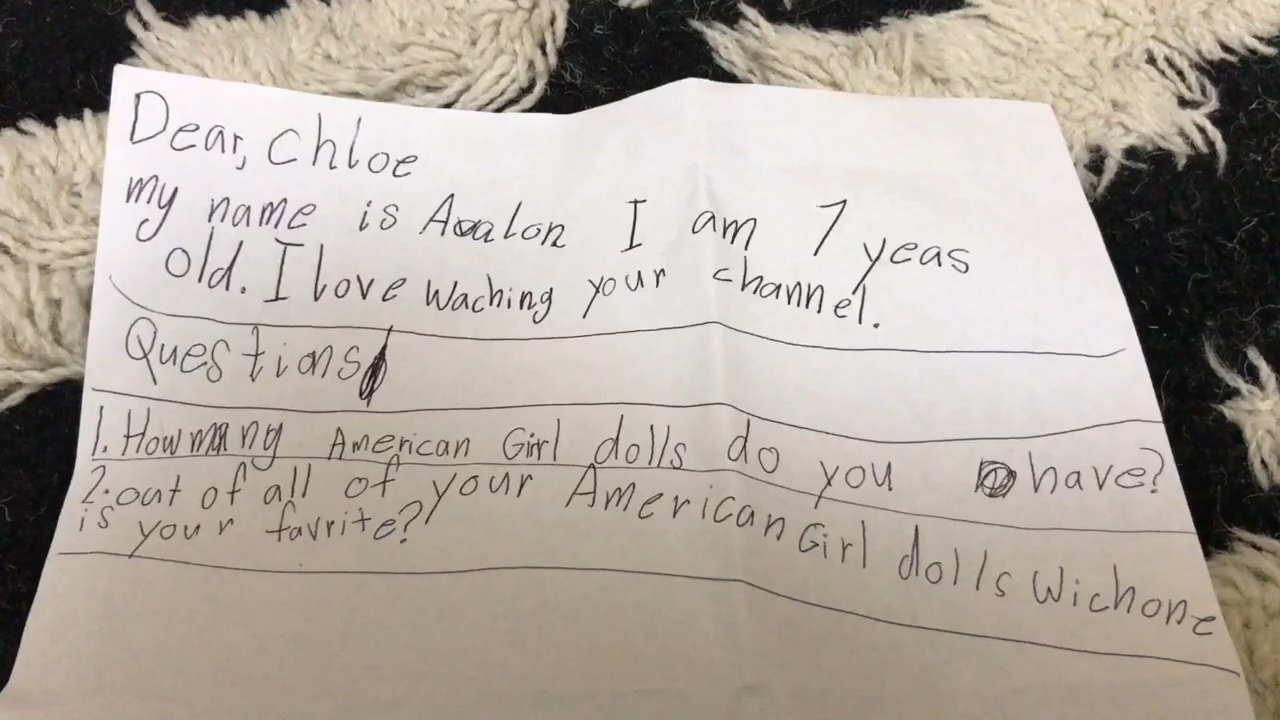 Dear, Chloe
my name is Avalon I am 7 yeas
old. I love waching your channel.
Questions
1. How many American Girl dolls do you have?
2. out of all of your American Girl dolls wich one
is your favrite?